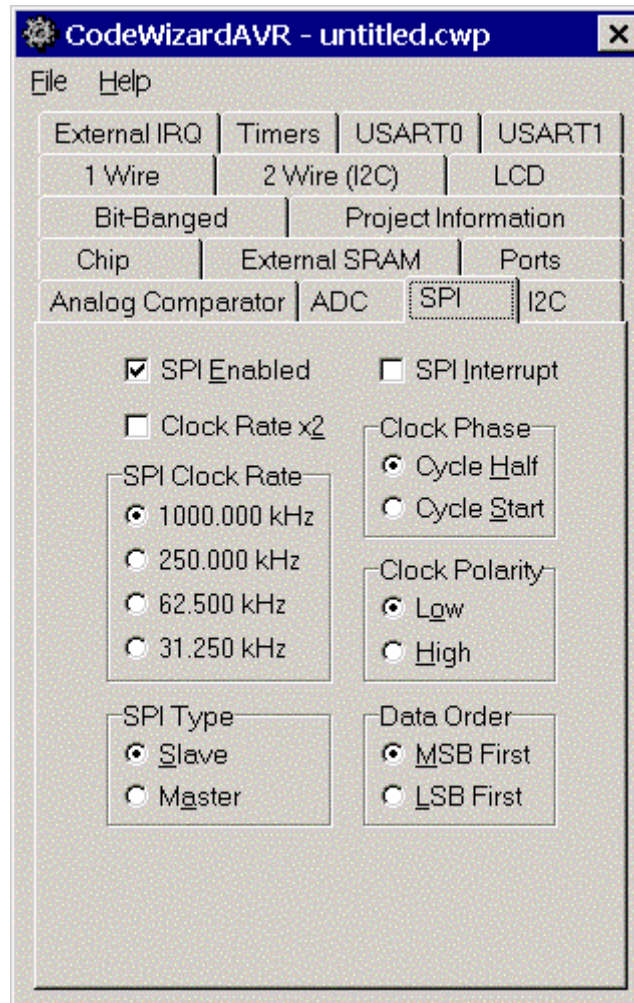 CodeWizardAVR - untitled.cwp
File Help
External IRQ Timers USART0 USART1
1 Wire 2 Wire (I2C) LCD
Bit-Banged Project Information
Chip External SRAM Ports
Analog Comparator ADC SPI I2C
SPI Enabled SPI Interrupt
Clock Rate x2
Clock Phase
Cycle Half
Cycle Start
SPI Clock Rate
1000.000 kHz
250.000 kHz
62.500 kHz
31.250 kHz
Clock Polarity
Low
High
SPI Type
Slave
Master
Data Order
MSB First
LSB First